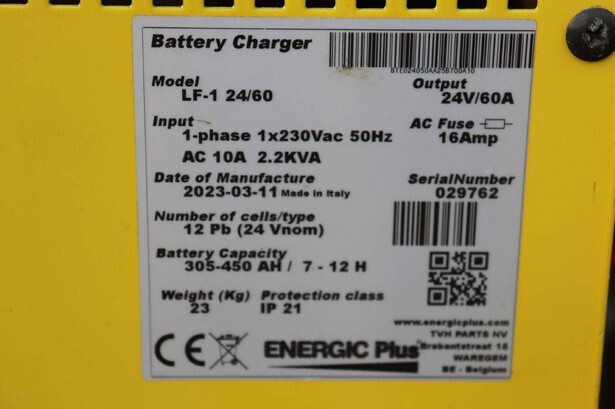 Battery Charger
BTE024050AA25B700A10
Model Output
LF-1 24/60 24V/60A
Input AC Fuse
1-phase 1x230Vac 50Hz 16Amp
AC 10A 2.2KVA
Date of Manufacture SerialNumber
2023-03-11 Made in Italy 029762
Number of cells/type
12 Pb (24 Vnom)
Battery Capacity
305-450 AH / 7 - 12 H
Weight (Kg) Protection class
23 IP 21
www.energicplus.com
TVH PARTS NV
Brabantstraat 15
WAREGEM
BE - Belgium
CE ENERGIC Plus